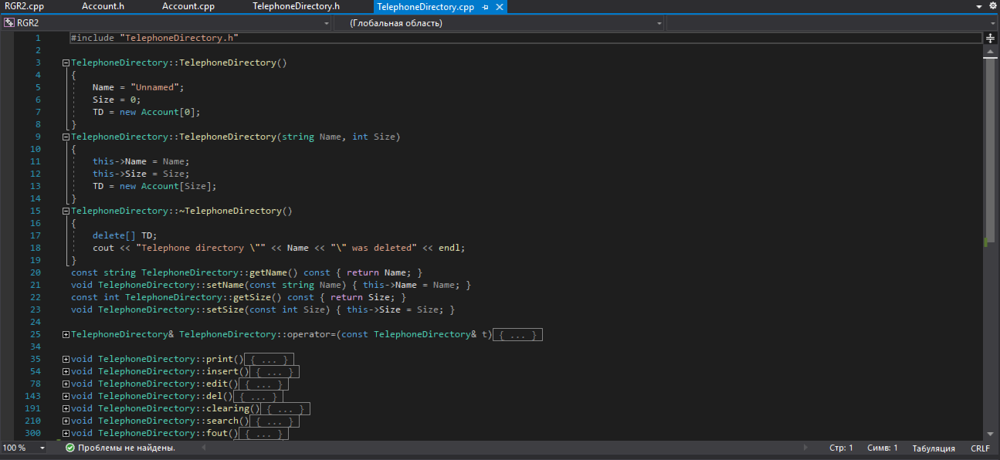 RGR2.cpp Account.h Account.cpp TelephoneDirectory.h TelephoneDirectory.cpp
RGR2 (Глобальная область)
1 #include "TelephoneDirectory.h"
2
3 TelephoneDirectory::TelephoneDirectory()
4 {
5 Name = "Unnamed";
6 Size = 0;
7 TD = new Account[0];
8 }
9 TelephoneDirectory::TelephoneDirectory(string Name, int Size)
10 {
11 this->Name = Name;
12 this->Size = Size;
13 TD = new Account[Size];
14 }
15 TelephoneDirectory::~TelephoneDirectory()
16 {
17 delete[] TD;
18 cout << "Telephone directory \"" << Name << "\" was deleted" << endl;
19 }
20 const string TelephoneDirectory::getName() const { return Name; }
21 void TelephoneDirectory::setName(const string Name) { this->Name = Name; }
22 const int TelephoneDirectory::getSize() const { return Size; }
23 void TelephoneDirectory::setSize(const int Size) { this->Size = Size; }
24
25 TelephoneDirectory& TelephoneDirectory::operator=(const TelephoneDirectory& t) { ... }
34
35 void TelephoneDirectory::print() { ... }
54 void TelephoneDirectory::insert() { ... }
78 void TelephoneDirectory::edit() { ... }
143 void TelephoneDirectory::del() { ... }
191 void TelephoneDirectory::clearing() { ... }
210 void TelephoneDirectory::search() { ... }
300 void TelephoneDirectory::fout() { ... }
100 % Проблемы не найдены. Стр: 1 Симв: 1 Табуляция CRLF